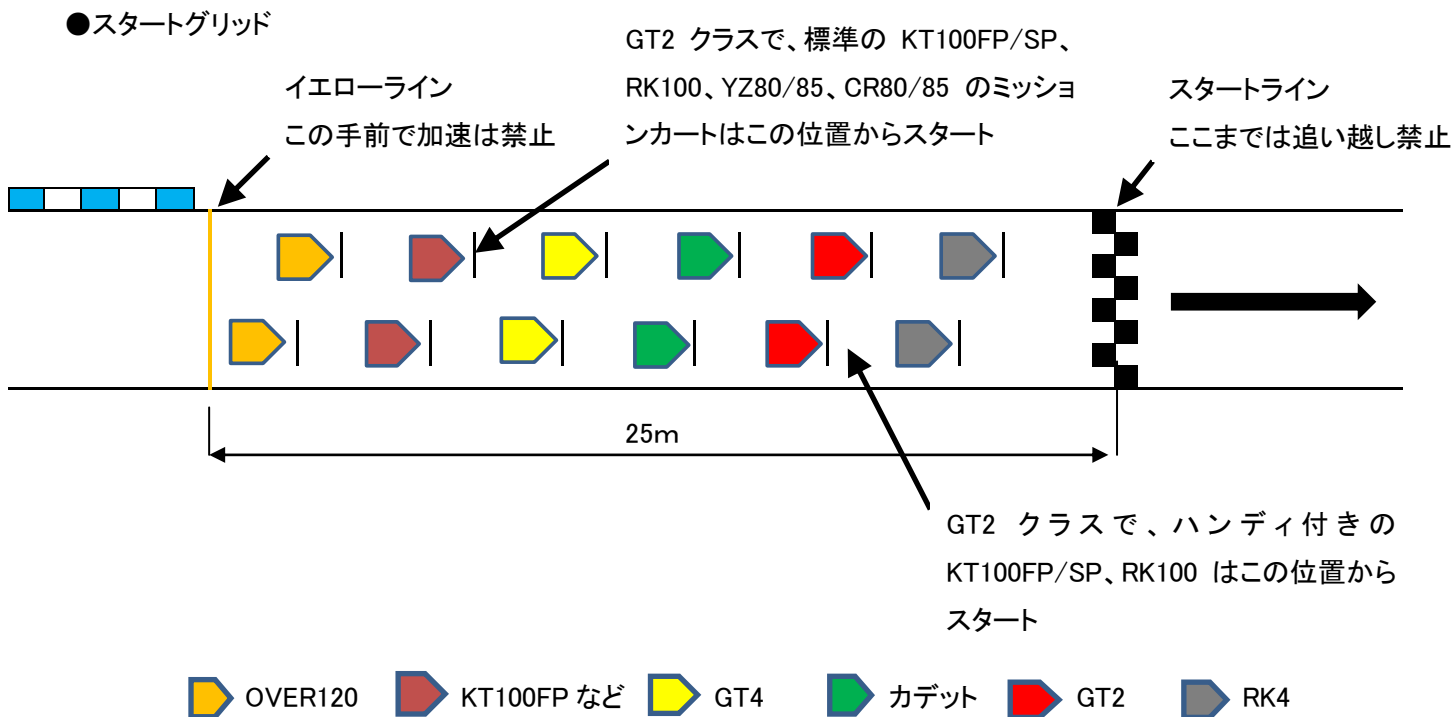 ●スタートグリッド
イエローライン
この手前で加速は禁止
GT2 クラスで、標準の KT100FP/SP、
RK100、YZ80/85、CR80/85 のミッショ
ンカートはこの位置からスタート
スタートライン
ここまでは追い越し禁止
25m
GT2 クラスで、ハンディ付きの
KT100FP/SP、RK100 はこの位置から
スタート
OVER120 KT100FP など GT4 カデット GT2 RK4